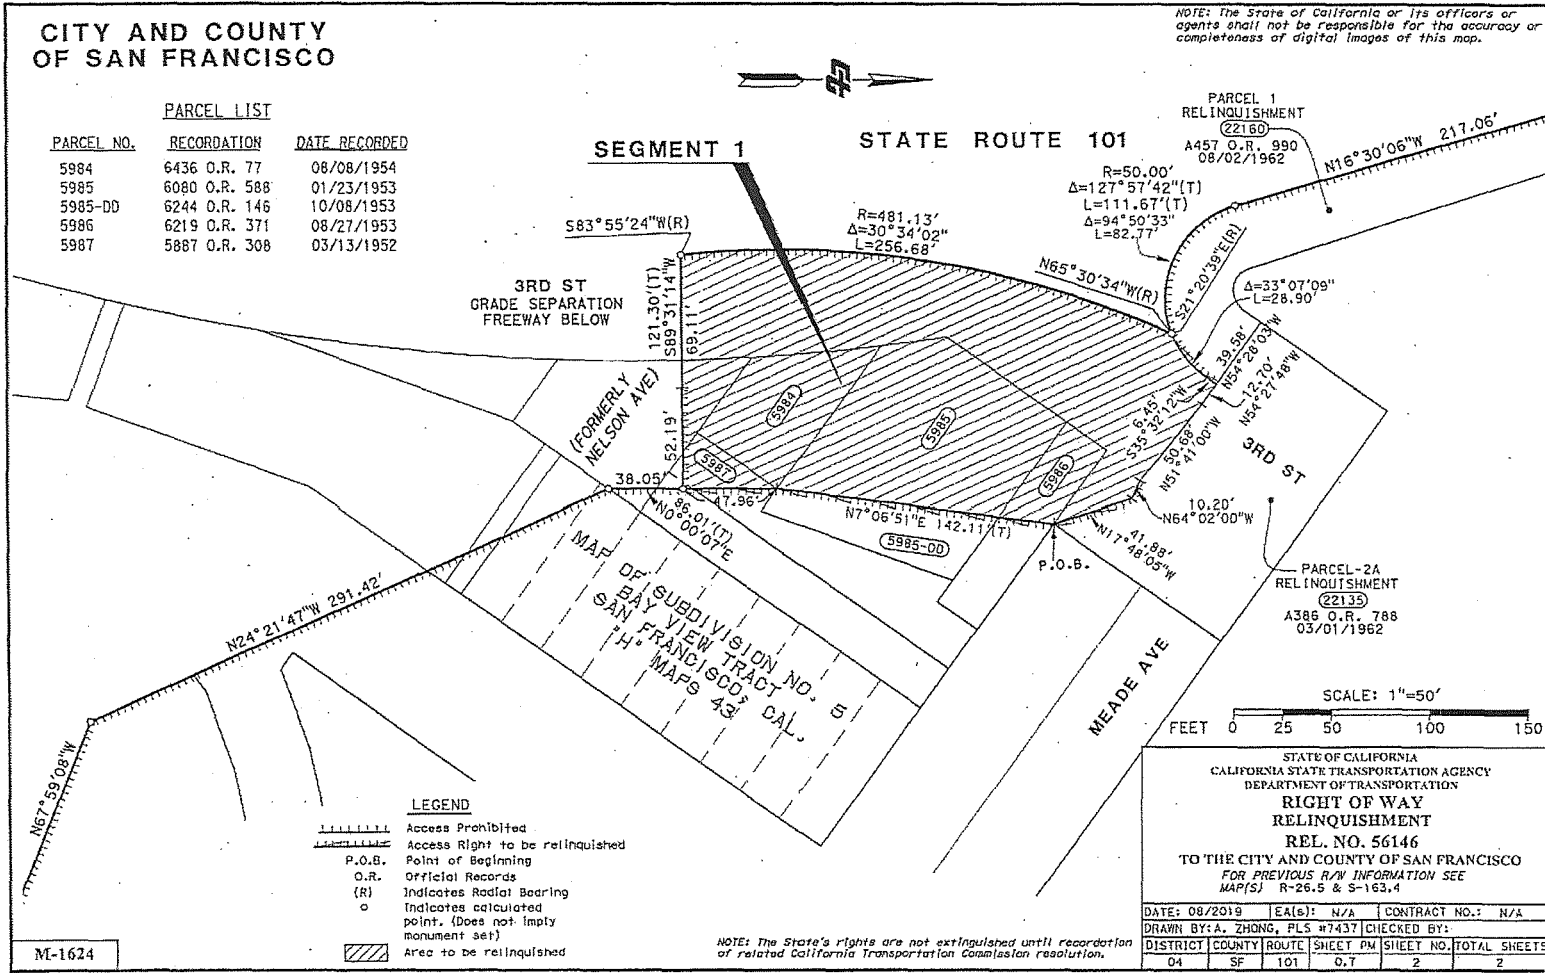 CITY AND COUNTY
OF SAN FRANCISCO
NOTE: The State of California or its officers or
agents shall not be responsible for the accuracy or
completeness of digital images of this map.
PARCEL LIST
PARCEL NO. RECORDATION DATE RECORDED
5984 6436 O.R. 77 08/08/1954
5985 6080 O.R. 588 01/23/1953
5985-DD 6244 O.R. 146 10/08/1953
5986 6219 O.R. 371 08/27/1953
5987 5887 O.R. 308 03/13/1952
SEGMENT 1
STATE ROUTE 101
PARCEL 1
RELINQUISHMENT
22160
A457 O.R. 990
08/02/1962
N16°30'06"W 217.06'
R=50.00'
Δ=127°57'42"(T)
L=111.67'(T)
Δ=94°50'33"
L=82.77'
S83°55'24"W(R)
R=481.13'
Δ=30°34'02"
L=256.68'
N65°30'34"W(R)
S21°20'39"E(R)
Δ=33°07'09"
L=28.90'
3RD ST
GRADE SEPARATION
FREEWAY BELOW
121.30'(T)
S89°31'14"W
69.11'
52.19'
(FORMERLY
NELSON AVE)
5984
5985
5987
5986
5985-DD
39.58'
N54°28'03"W
12.70'
N54°27'48"W
6.45'
S35°32'12"W
50.68'
N51°41'00"W
3RD ST
10.20'
N64°02'00"W
41.88'
N17°48'05"W
38.05'
47.96'
86.01'(T)
N0°00'07"E
N7°06'51"E 142.11'(T)
P.O.B.
PARCEL-2A
RELINQUISHMENT
22135
A386 O.R. 788
03/01/1962
N24°21'47"W 291.42'
N67°59'08"W
MAP OF SUBDIVISION NO. 5
BAY VIEW TRACT
SAN FRANCISCO, CAL.
"H" MAPS 43
MEADE AVE
SCALE: 1"=50'
FEET 0 25 50 100 150
LEGEND
Access Prohibited
Access Right to be relinquished
P.O.B. Point of Beginning
O.R. Official Records
(R) Indicates Radial Bearing
Indicates calculated
point. (Does not imply
monument set)
Area to be relinquished
M-1624
NOTE: The State's rights are not extinguished until recordation
of related California Transportation Commission resolution.
STATE OF CALIFORNIA
CALIFORNIA STATE TRANSPORTATION AGENCY
DEPARTMENT OF TRANSPORTATION
RIGHT OF WAY
RELINQUISHMENT
REL. NO. 56146
TO THE CITY AND COUNTY OF SAN FRANCISCO
FOR PREVIOUS R/W INFORMATION SEE
MAP(S) R-26.5 & S-163.4
DATE: 08/2019 EA(s): N/A CONTRACT NO.: N/A
DRAWN BY: A. ZHONG, PLS #7437 CHECKED BY:
DISTRICT COUNTY ROUTE SHEET PM SHEET NO. TOTAL SHEETS
04 SF 101 0.7 2 2